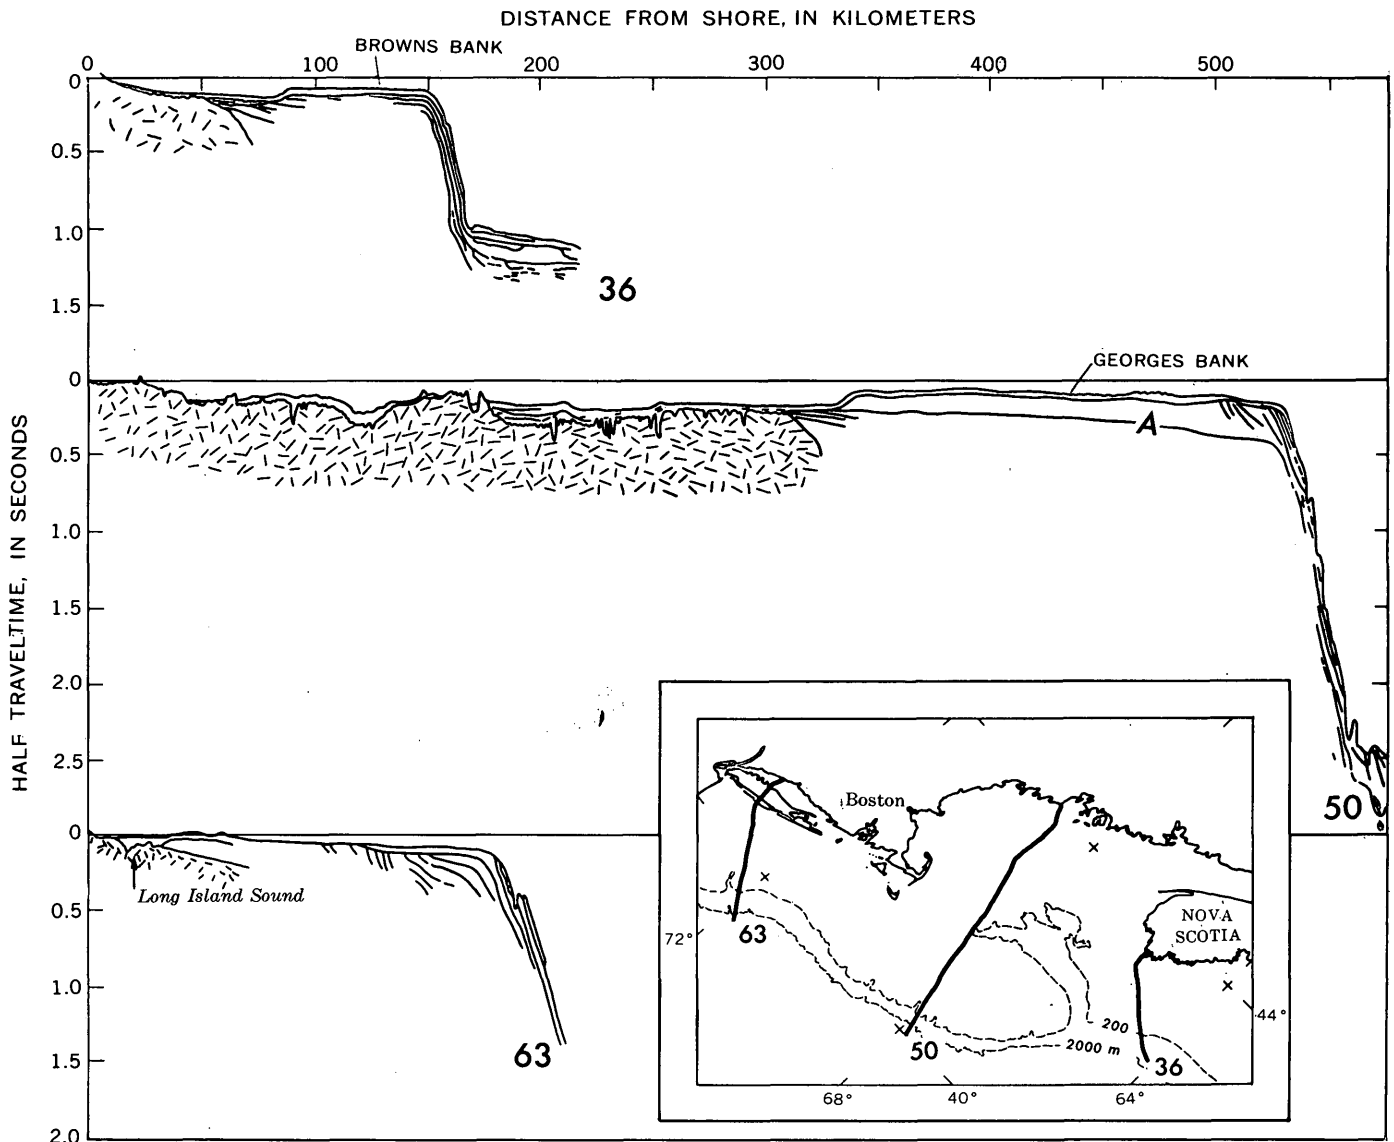 DISTANCE FROM SHORE, IN KILOMETERS
BROWNS BANK
0 100 200 300 400 500
0
0.5
1.0
1.5
36
0
GEORGES BANK
A
0.5
1.0
1.5
2.0
2.5
50
HALF TRAVELTIME, IN SECONDS
0
Long Island Sound
0.5
1.0
63
1.5
2.0
Boston
NOVA
SCOTIA
72°
63
44°
200
2000 m
50
36
68°
40°
64°